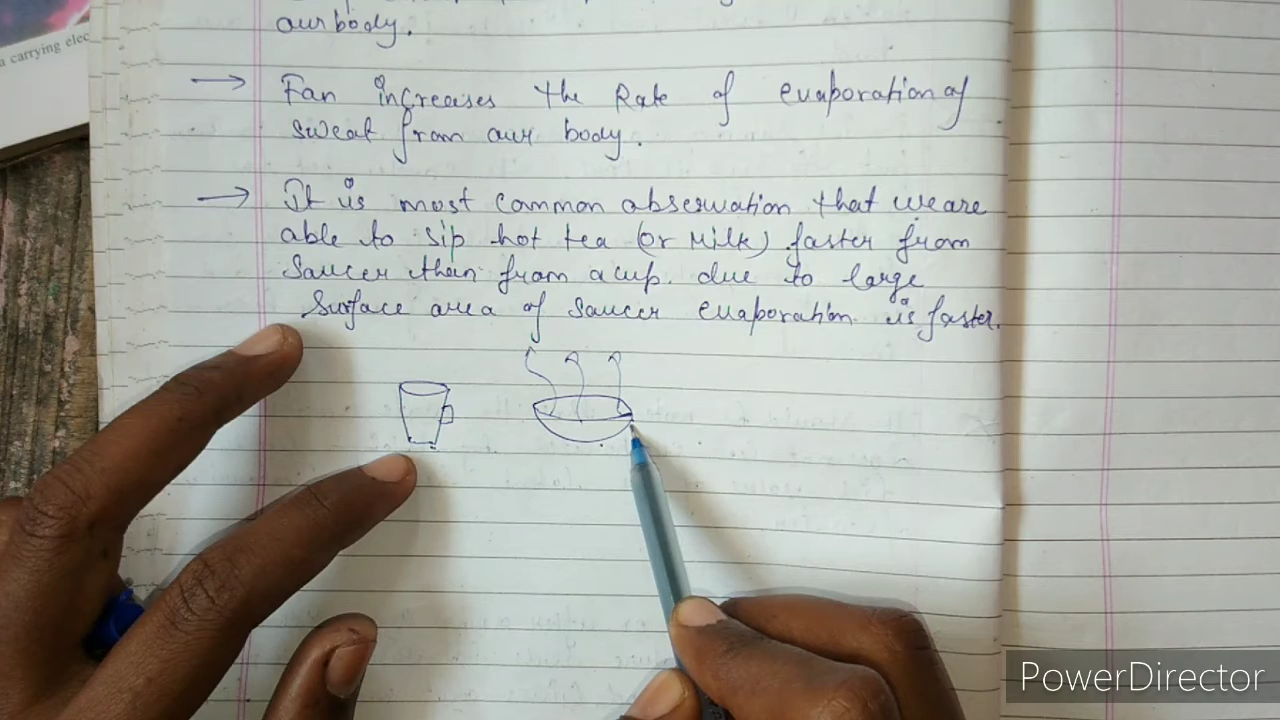 a carrying elec
our body.
→ Fan increases the Rate of evaporation of
sweat from our body.
→ It is most common observation that we are
able to sip hot tea (or Milk) faster from
Saucer than from a cup. due to large
Surface area of Saucer evaporation is faster.
PowerDirector